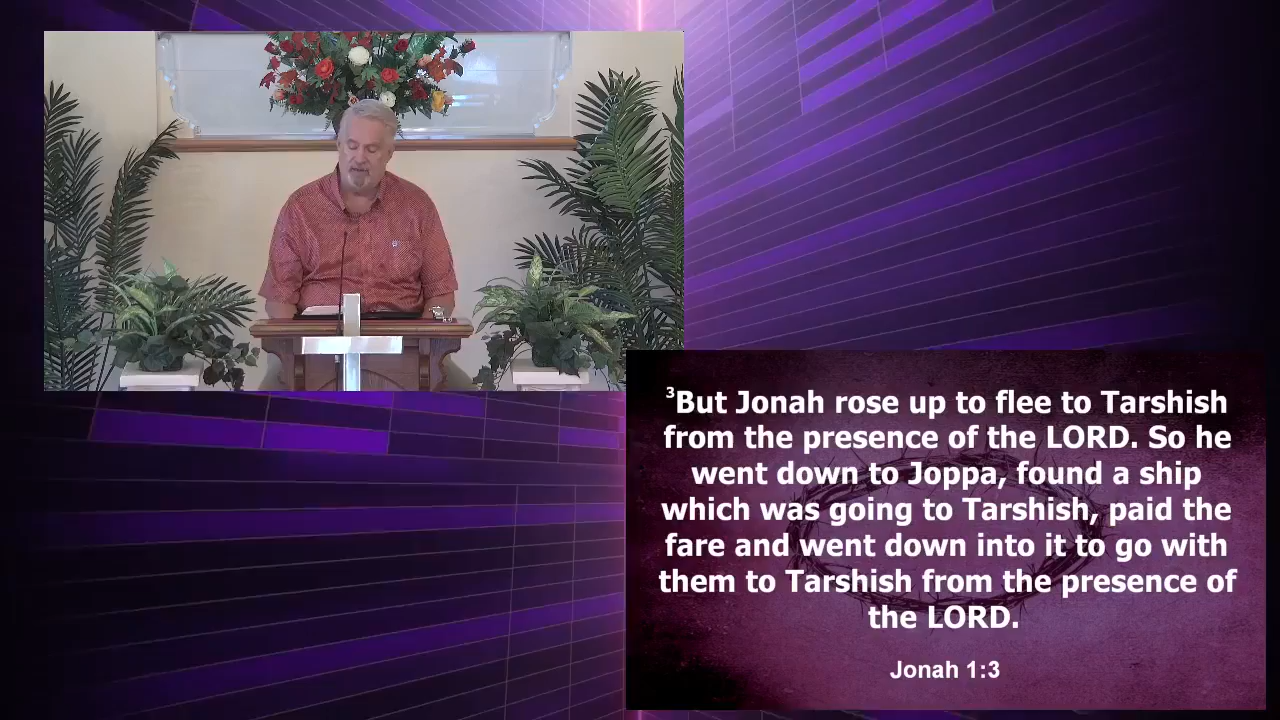 ³But Jonah rose up to flee to Tarshish
from the presence of the LORD. So he
went down to Joppa, found a ship
which was going to Tarshish, paid the
fare and went down into it to go with
them to Tarshish from the presence of
the LORD.
Jonah 1:3